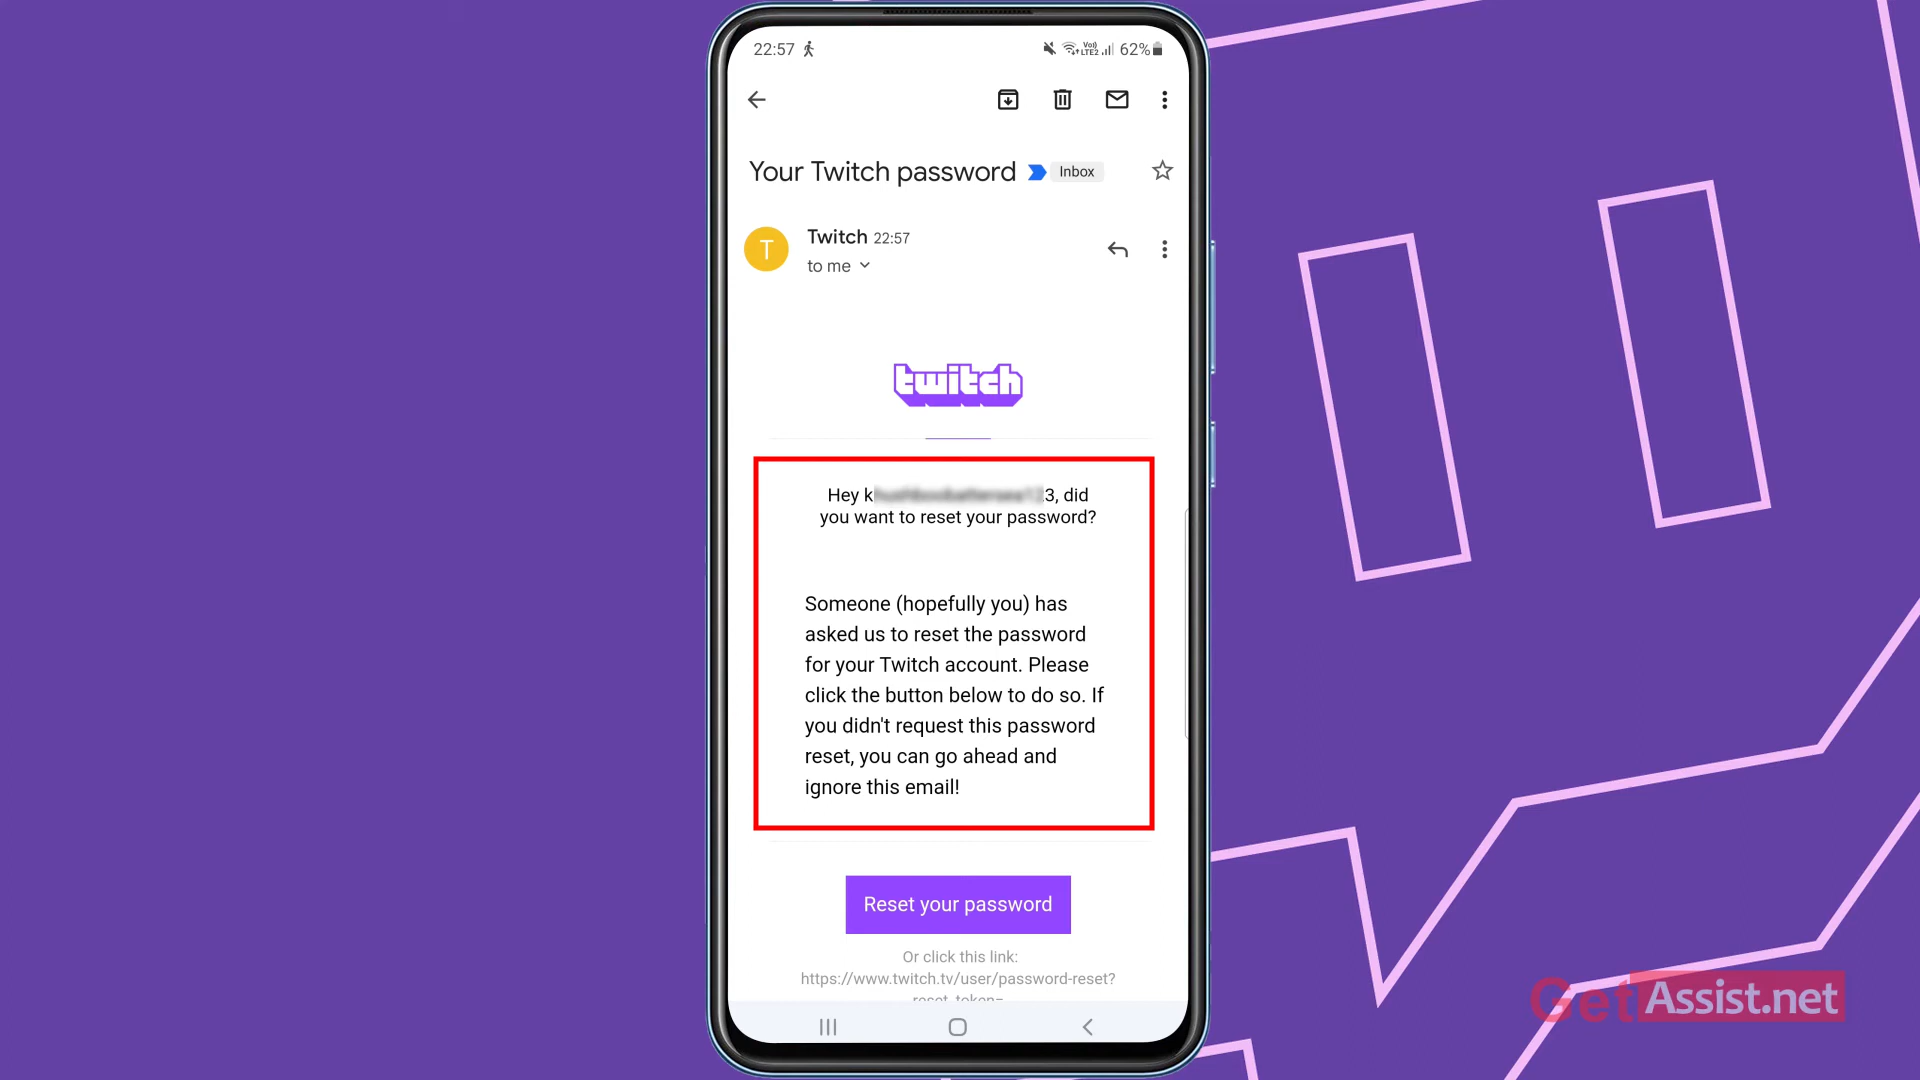 22:57
Vo)) LTE2 62%
Your Twitch password Inbox
T
Twitch 22:57
to me
twitch
Hey k 3, did
you want to reset your password?
Someone (hopefully you) has
asked us to reset the password
for your Twitch account. Please
click the button below to do so. If
you didn't request this password
reset, you can go ahead and
ignore this email!
Reset your password
Or click this link:
https://www.twitch.tv/user/password-reset?
reset_token=
GetAssist.net